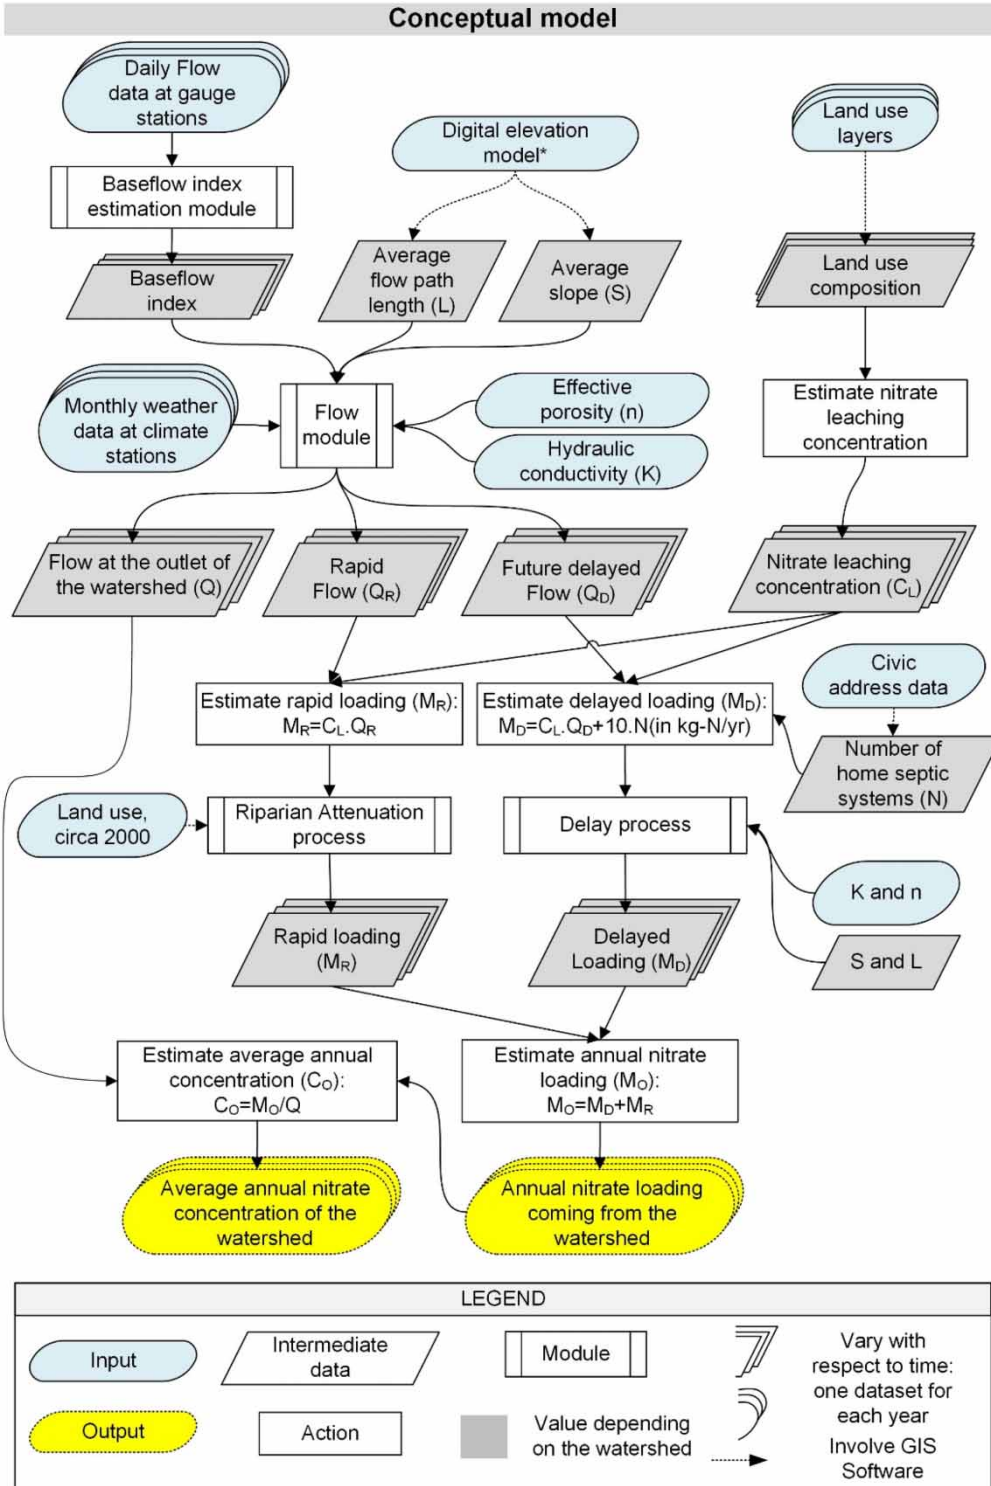 Conceptual model
Daily Flow
data at gauge
stations
Digital elevation
model*
Land use
layers
Baseflow index
estimation module
Baseflow
index
Average
flow path
length (L)
Average
slope (S)
Land use
composition
Monthly weather
data at climate
stations
Flow
module
Effective
porosity (n)
Hydraulic
conductivity (K)
Estimate nitrate
leaching
concentration
Flow at the outlet of
the watershed (Q)
Rapid
Flow (QR)
Future delayed
Flow (QD)
Nitrate leaching
concentration (CL)
Estimate rapid loading (MR):
MR=CL.QR
Estimate delayed loading (MD):
MD=CL.QD+10.N(in kg-N/yr)
Civic
address data
Number of
home septic
systems (N)
Land use,
circa 2000
Riparian Attenuation
process
Delay process
K and n
S and L
Rapid loading
(MR)
Delayed
Loading (MD)
Estimate average annual
concentration (CO):
CO=MO/Q
Estimate annual nitrate
loading (MO):
MO=MD+MR
Average annual nitrate
concentration of the
watershed
Annual nitrate loading
coming from the
watershed
LEGEND
Input
Intermediate
data
Module
Vary with
respect to time:
one dataset for
each year
Output
Action
Value depending
on the watershed
Involve GIS
Software